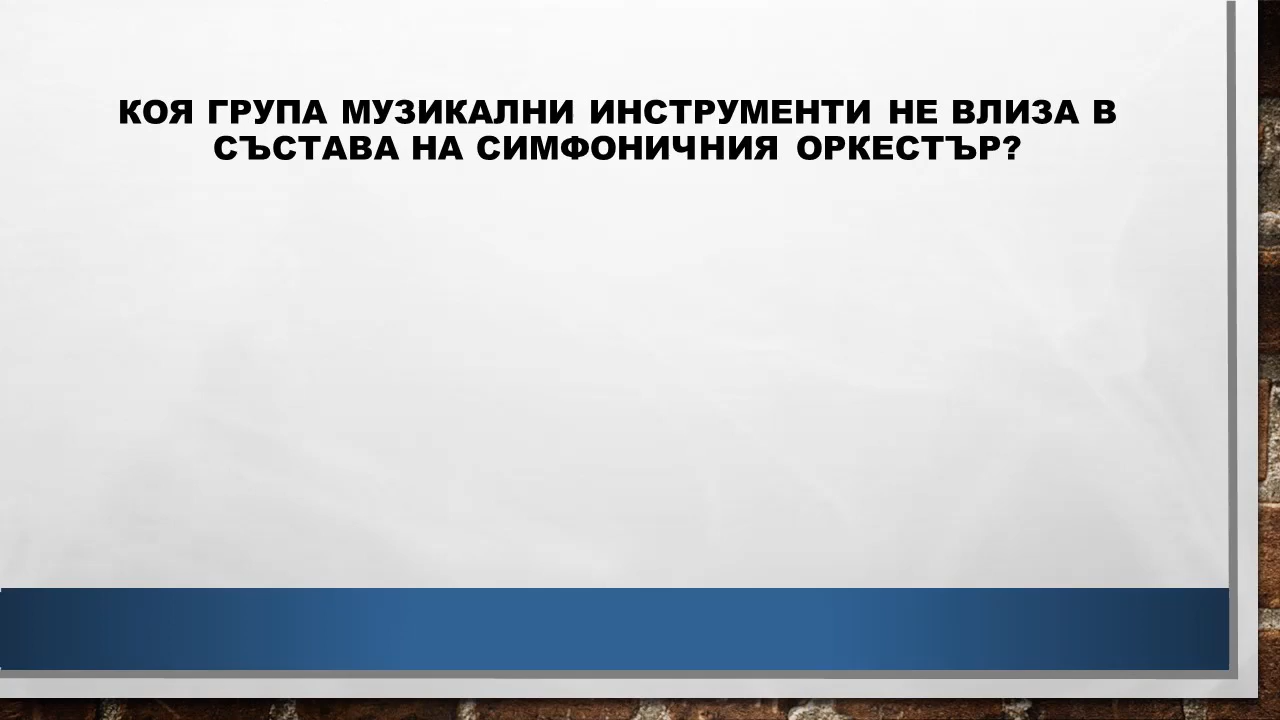 КОЯ ГРУПА МУЗИКАЛНИ ИНСТРУМЕНТИ НЕ ВЛИЗА В
СЪСТАВА НА СИМФОНИЧНИЯ ОРКЕСТЪР?